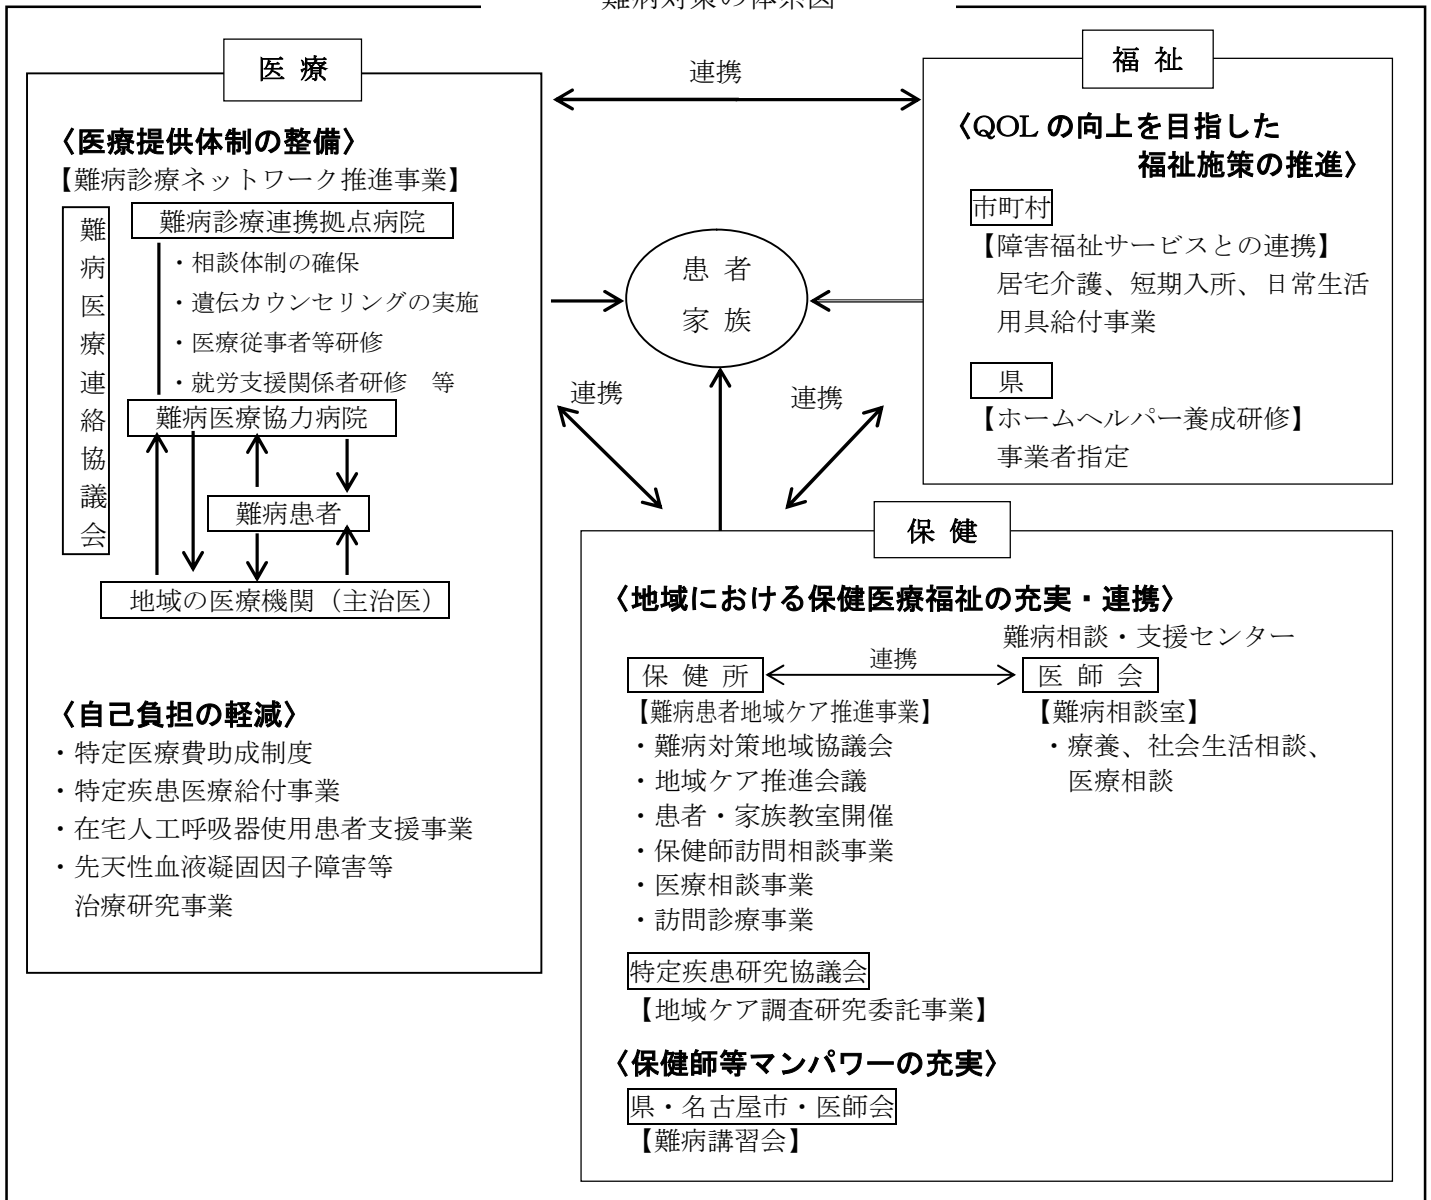 難病対策の体系図
医 療
〈医療提供体制の整備〉
【難病診療ネットワーク推進事業】
難病医療連絡協議会
難病診療連携拠点病院
・相談体制の確保
・遺伝カウンセリングの実施
・医療従事者等研修
・就労支援関係者研修　等
難病医療協力病院
難病患者
地域の医療機関（主治医）
〈自己負担の軽減〉
・特定医療費助成制度
・特定疾患医療給付事業
・在宅人工呼吸器使用患者支援事業
・先天性血液凝固因子障害等
治療研究事業
連携
患 者
家 族
連携
連携
福 祉
〈QOL の向上を目指した
福祉施策の推進〉
市町村
【障害福祉サービスとの連携】
居宅介護、短期入所、日常生活
用具給付事業
県
【ホームヘルパー養成研修】
事業者指定
保 健
〈地域における保健医療福祉の充実・連携〉
難病相談・支援センター
保 健 所
連携
医 師 会
【難病患者地域ケア推進事業】
・難病対策地域協議会
・地域ケア推進会議
・患者・家族教室開催
・保健師訪問相談事業
・医療相談事業
・訪問診療事業
【難病相談室】
・療養、社会生活相談、
医療相談
特定疾患研究協議会
【地域ケア調査研究委託事業】
〈保健師等マンパワーの充実〉
県・名古屋市・医師会
【難病講習会】